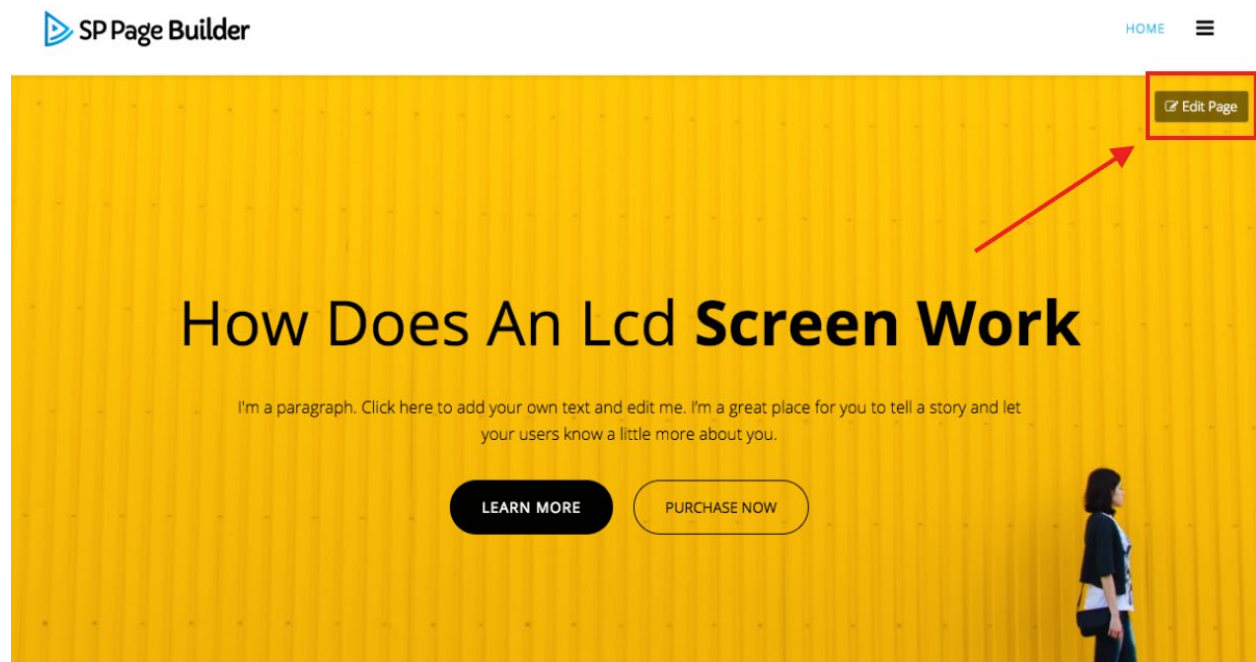 SP Page Builder
HOME
Edit Page
How Does An Lcd Screen Work
I'm a paragraph. Click here to add your own text and edit me. I'm a great place for you to tell a story and let
your users know a little more about you.
LEARN MORE
PURCHASE NOW